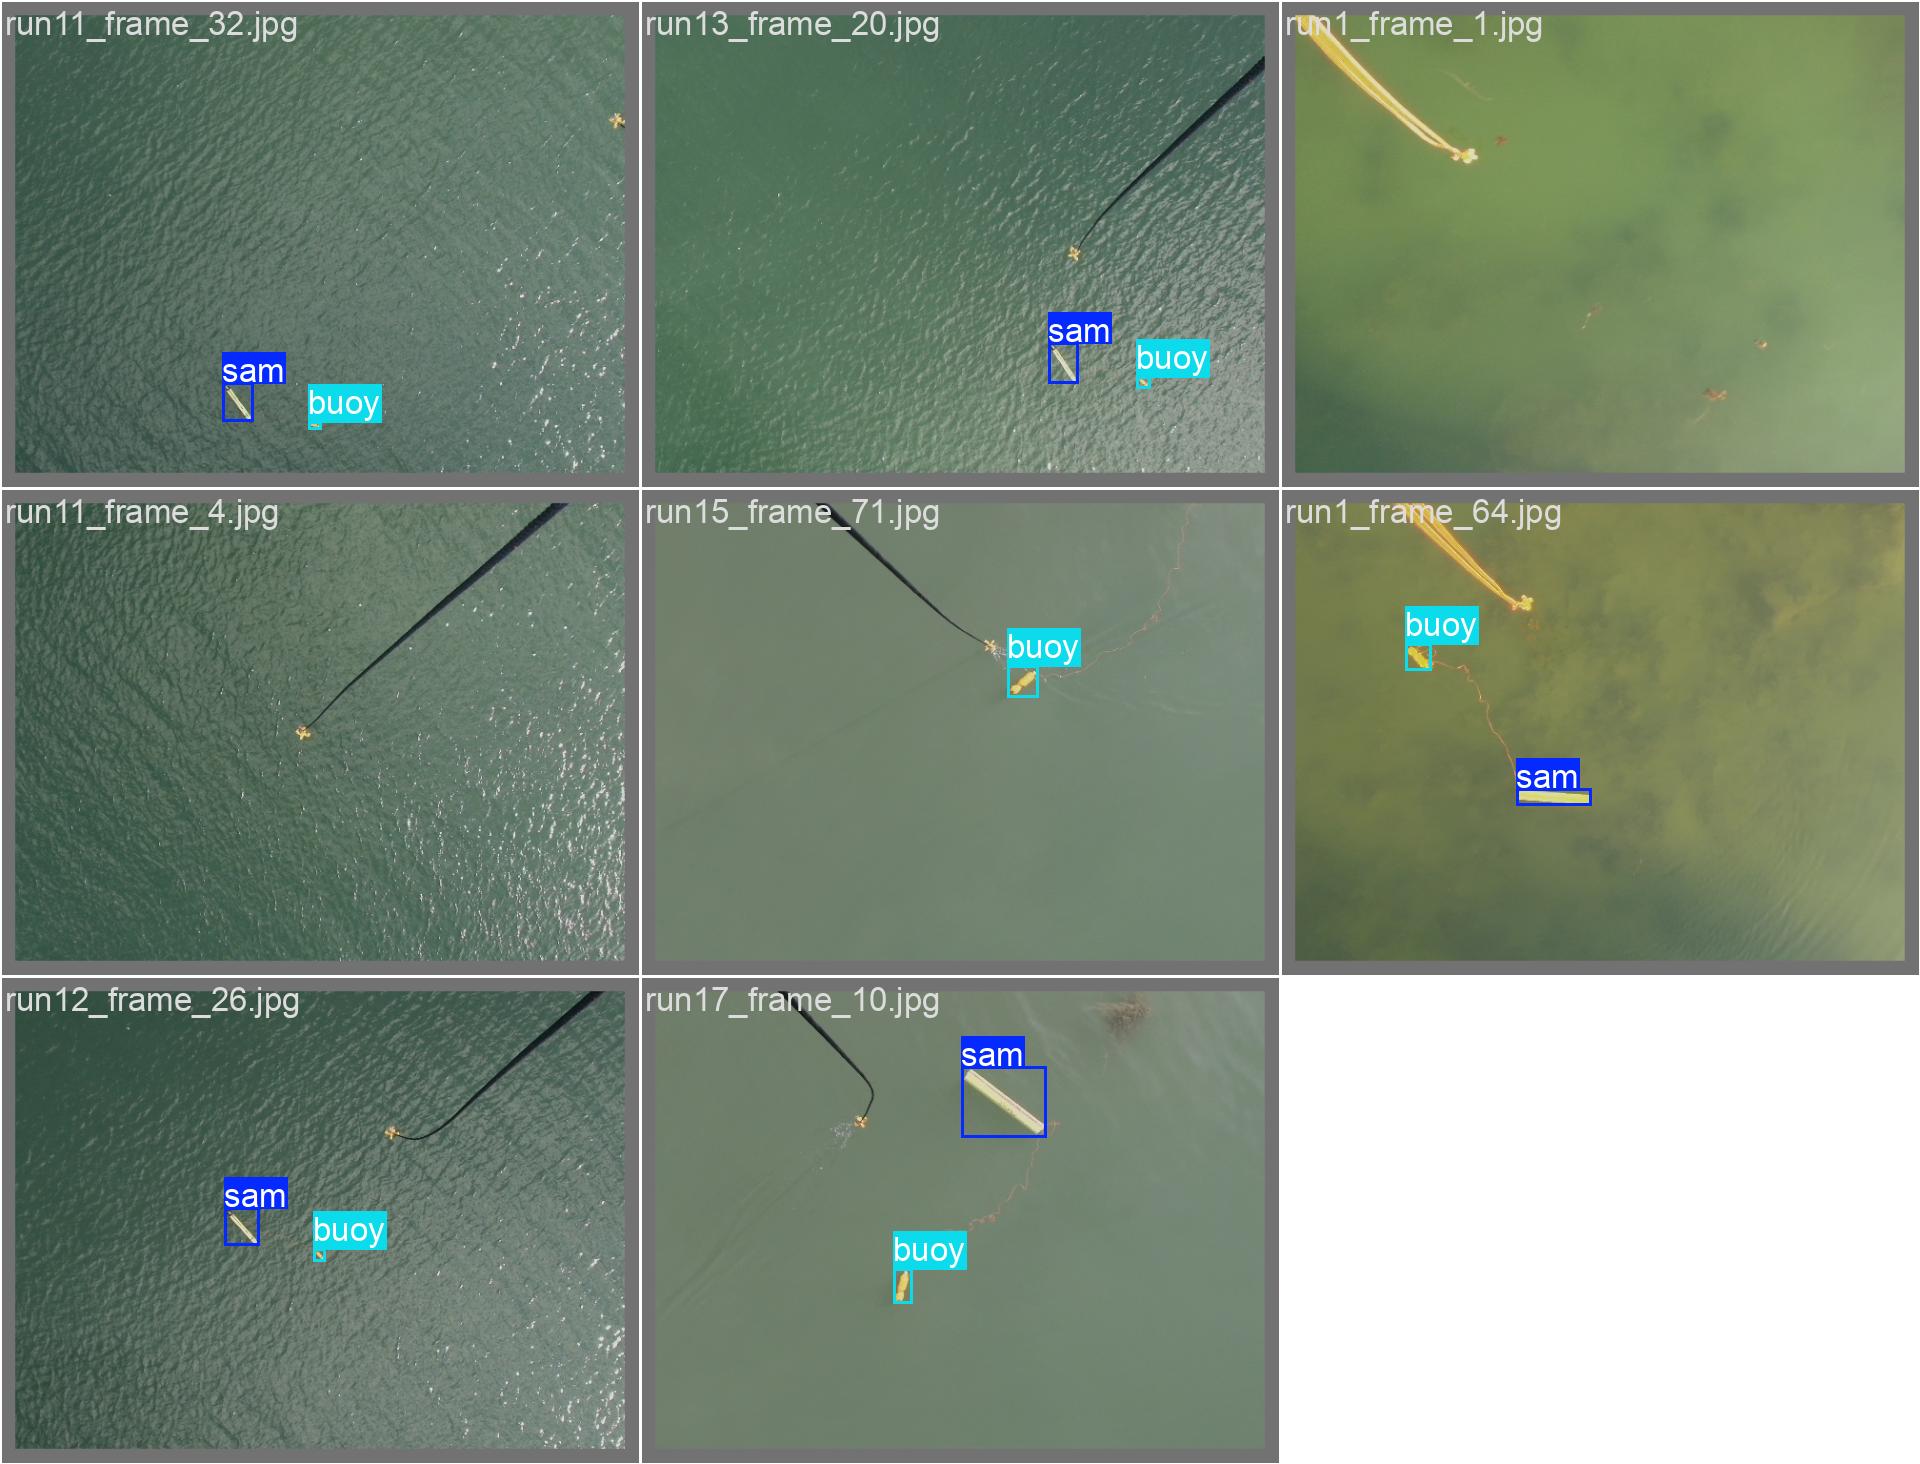 run11_frame_32.jpg
sam
buoy
run13_frame_20.jpg
sam
buoy
run1_frame_1.jpg
run11_frame_4.jpg
run15_frame_71.jpg
buoy
run1_frame_64.jpg
buoy
sam
run12_frame_26.jpg
sam
buoy
run17_frame_10.jpg
sam
buoy